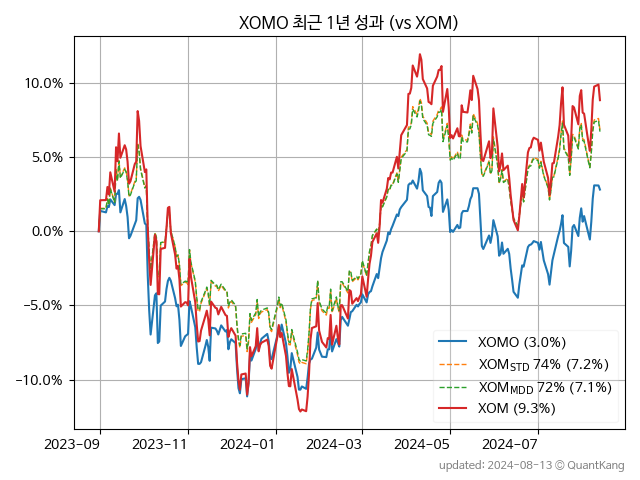 XOMO 최근 1년 성과 (vs XOM)
10.0%
5.0%
0.0%
−5.0%
−10.0%
XOMO (3.0%)
XOM_STD 74% (7.2%)
XOM_MDD 72% (7.1%)
XOM (9.3%)
2023-09 2023-11 2024-01 2024-03 2024-05 2024-07
updated: 2024-08-13 ⓒ QuantKang